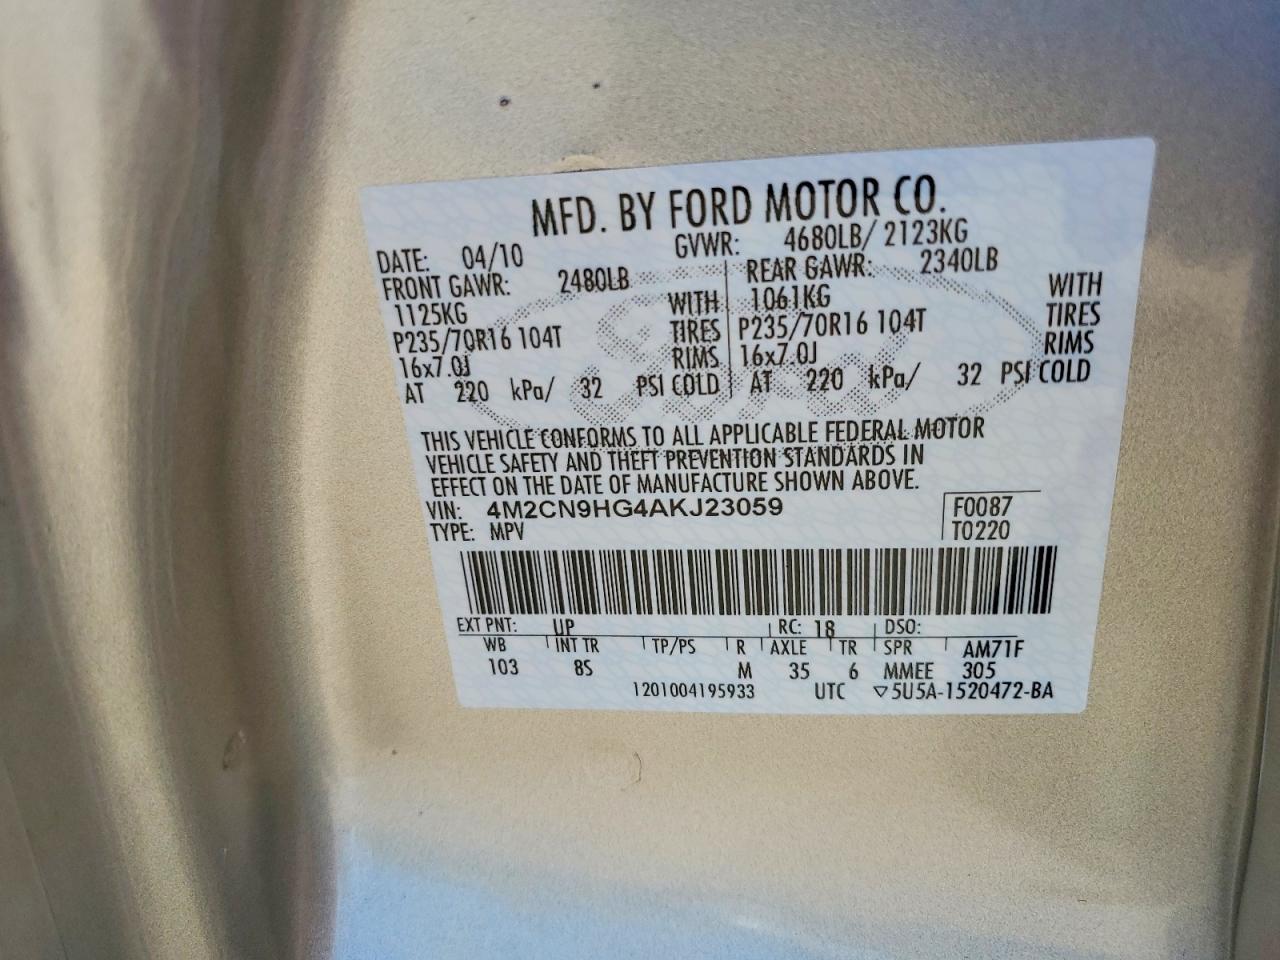 MFD. BY FORD MOTOR CO.
DATE: 04/10 GVWR: 4680LB/ 2123KG
FRONT GAWR: 2480LB REAR GAWR: 2340LB
1125KG WITH 1061KG WITH
P235/70R16 104T TIRES P235/70R16 104T TIRES
16x7.0J RIMS 16x7.0J RIMS
AT 220 kPa/ 32 PSI COLD AT 220 kPa/ 32 PSI COLD
THIS VEHICLE CONFORMS TO ALL APPLICABLE FEDERAL MOTOR
VEHICLE SAFETY AND THEFT PREVENTION STANDARDS IN
EFFECT ON THE DATE OF MANUFACTURE SHOWN ABOVE.
VIN: 4M2CN9HG4AKJ23059 F0087
TYPE: MPV T0220
EXT PNT: UP RC: 18 DSO:
WB INT TR TP/PS R AXLE TR SPR AM71F
103 8S M 35 6 MMEE 305
1201004195933 UTC ▽5U5A-1520472-BA